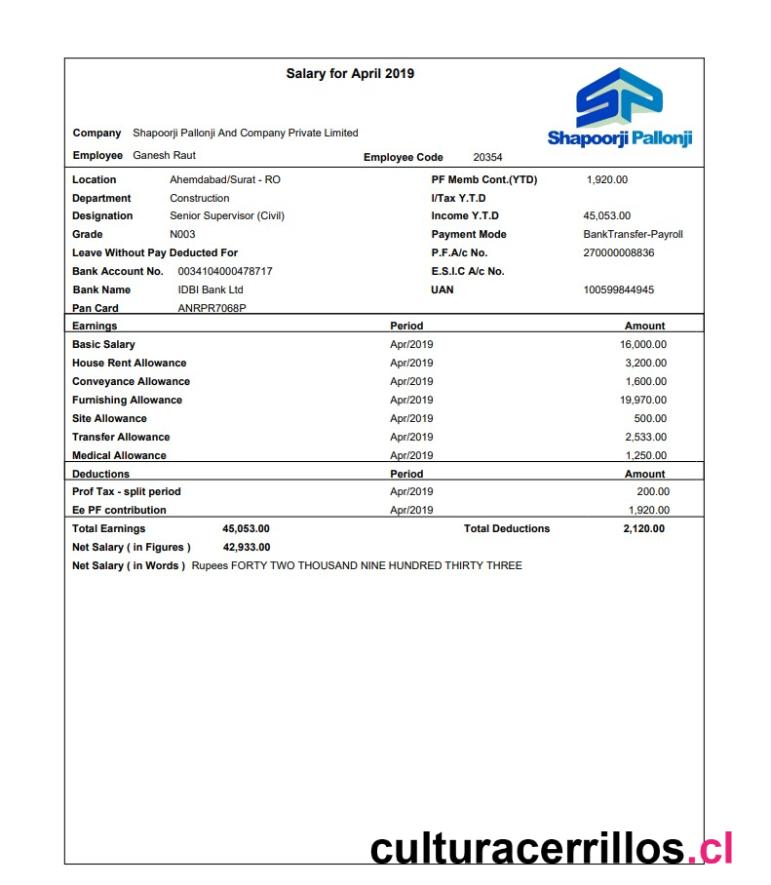 Salary for April 2019
Shapoorji Pallonji
Company Shapoorji Pallonji And Company Private Limited
Employee Ganesh Raut Employee Code 20354
Location Ahemdabad/Surat - RO PF Memb Cont.(YTD) 1,920.00
Department Construction I/Tax Y.T.D
Designation Senior Supervisor (Civil) Income Y.T.D 45,053.00
Grade N003 Payment Mode BankTransfer-Payroll
Leave Without Pay Deducted For P.F.A/c No. 270000008836
Bank Account No. 0034104000478717 E.S.I.C A/c No.
Bank Name IDBI Bank Ltd UAN 100599844945
Pan Card ANRPR7068P
Earnings Period Amount
Basic Salary Apr/2019 16,000.00
House Rent Allowance Apr/2019 3,200.00
Conveyance Allowance Apr/2019 1,600.00
Furnishing Allowance Apr/2019 19,970.00
Site Allowance Apr/2019 500.00
Transfer Allowance Apr/2019 2,533.00
Medical Allowance Apr/2019 1,250.00
Deductions Period Amount
Prof Tax - split period Apr/2019 200.00
Ee PF contribution Apr/2019 1,920.00
Total Earnings 45,053.00 Total Deductions 2,120.00
Net Salary ( in Figures ) 42,933.00
Net Salary ( in Words ) Rupees FORTY TWO THOUSAND NINE HUNDRED THIRTY THREE
culturacerrillos.cl